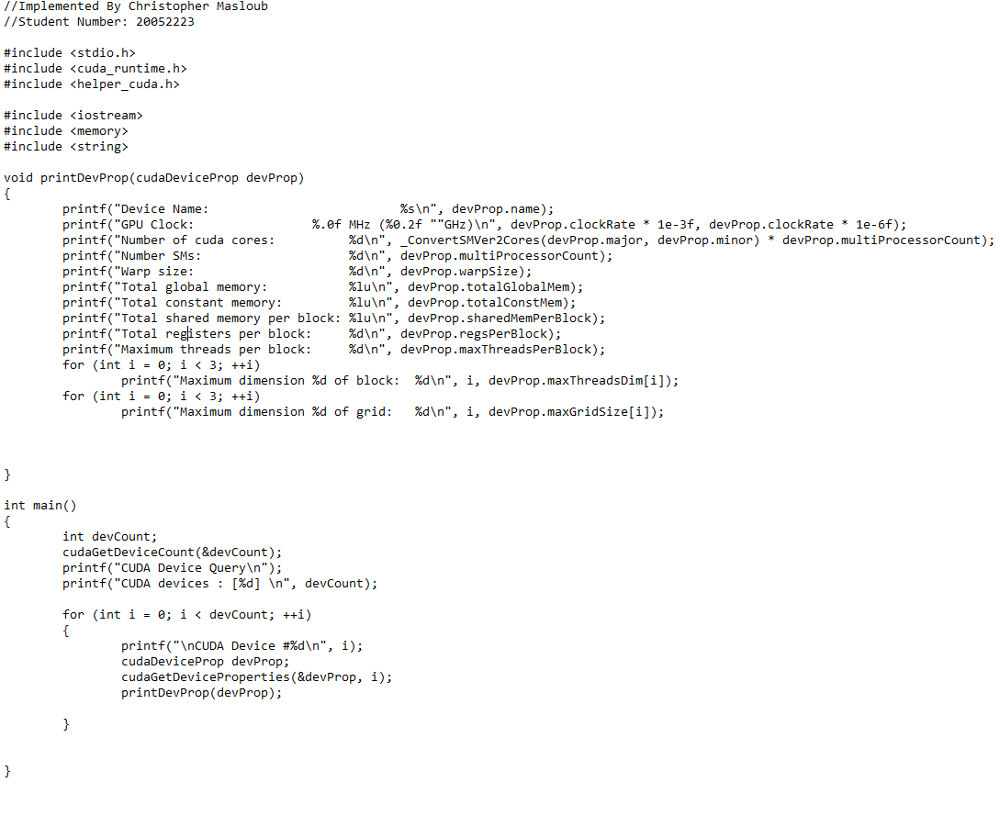 //Implemented By Christopher Masloub
//Student Number: 20052223

#include <stdio.h>
#include <cuda_runtime.h>
#include <helper_cuda.h>

#include <iostream>
#include <memory>
#include <string>

void printDevProp(cudaDeviceProp devProp)
{
        printf("Device Name:                          %s\n", devProp.name);
        printf("GPU Clock:                %.0f MHz (%0.2f ""GHz)\n", devProp.clockRate * 1e-3f, devProp.clockRate * 1e-6f);
        printf("Number of cuda cores:          %d\n", _ConvertSMVer2Cores(devProp.major, devProp.minor) * devProp.multiProcessorCount);
        printf("Number SMs:                    %d\n", devProp.multiProcessorCount);
        printf("Warp size:                     %d\n", devProp.warpSize);
        printf("Total global memory:           %lu\n", devProp.totalGlobalMem);
        printf("Total constant memory:         %lu\n", devProp.totalConstMem);
        printf("Total shared memory per block: %lu\n", devProp.sharedMemPerBlock);
        printf("Total registers per block:     %d\n", devProp.regsPerBlock);
        printf("Maximum threads per block:     %d\n", devProp.maxThreadsPerBlock);
        for (int i = 0; i < 3; ++i)
                printf("Maximum dimension %d of block:  %d\n", i, devProp.maxThreadsDim[i]);
        for (int i = 0; i < 3; ++i)
                printf("Maximum dimension %d of grid:   %d\n", i, devProp.maxGridSize[i]);

}

int main()
{
        int devCount;
        cudaGetDeviceCount(&devCount);
        printf("CUDA Device Query\n");
        printf("CUDA devices : [%d] \n", devCount);

        for (int i = 0; i < devCount; ++i)
        {
                printf("\nCUDA Device #%d\n", i);
                cudaDeviceProp devProp;
                cudaGetDeviceProperties(&devProp, i);
                printDevProp(devProp);

        }

}